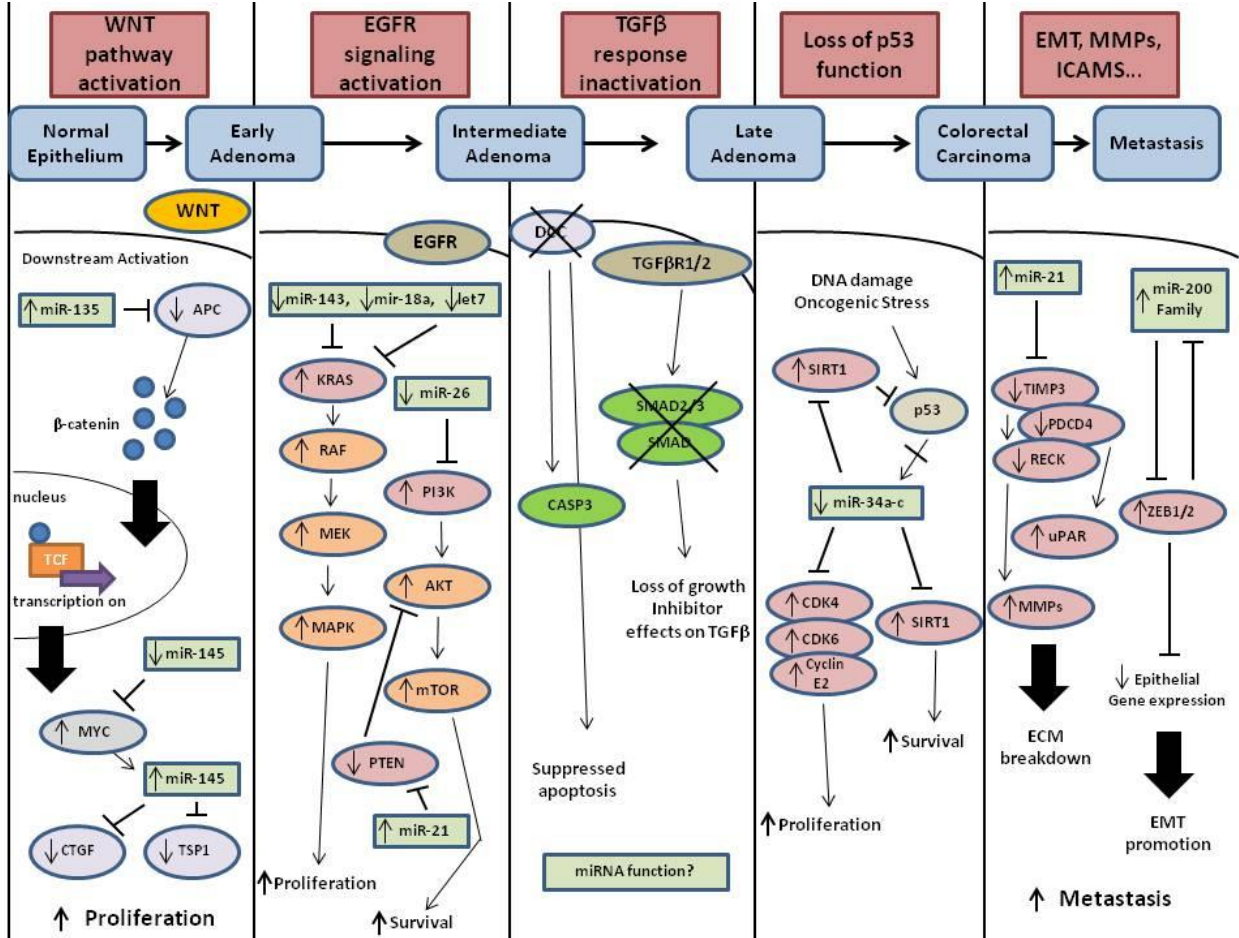 WNT
pathway
activation
EGFR
signaling
activation
TGFβ
response
inactivation
Loss of p53
function
EMT, MMPs,
ICAMS...
Normal
Epithelium
Early
Adenoma
Intermediate
Adenoma
Late
Adenoma
Colorectal
Carcinoma
Metastasis
WNT
Downstream Activation
↑ miR-135
↓ APC
β-catenin
nucleus
TCF
transcription on
↓ miR-145
↑ MYC
↑ miR-145
↓ CTGF
↓ TSP1
↑ Proliferation
EGFR
↓miR-143, ↓mir-18a, ↓let7
↑ KRAS
↓ miR-26
↑ RAF
↑ PI3K
↑ MEK
↑ AKT
↑ MAPK
↑ mTOR
↓ PTEN
↑ miR-21
↑ Proliferation
↑ Survival
DCC
TGFβR1/2
SMAD2/3
SMAD
CASP3
Loss of growth
Inhibitor
effects on TGFβ
Suppressed
apoptosis
miRNA function?
DNA damage
Oncogenic Stress
↑ SIRT1
p53
↓ miR-34a-c
↑ CDK4
↑ CDK6
↑ Cyclin
E2
↑ SIRT1
↑ Survival
↑ Proliferation
↑ miR-21
↑ miR-200
Family
↓ TIMP3
↓ PDCD4
↓ RECK
↑ ZEB1/2
↑ uPAR
↑ MMPs
↓ Epithelial
Gene expression
ECM
breakdown
EMT
promotion
↑ Metastasis